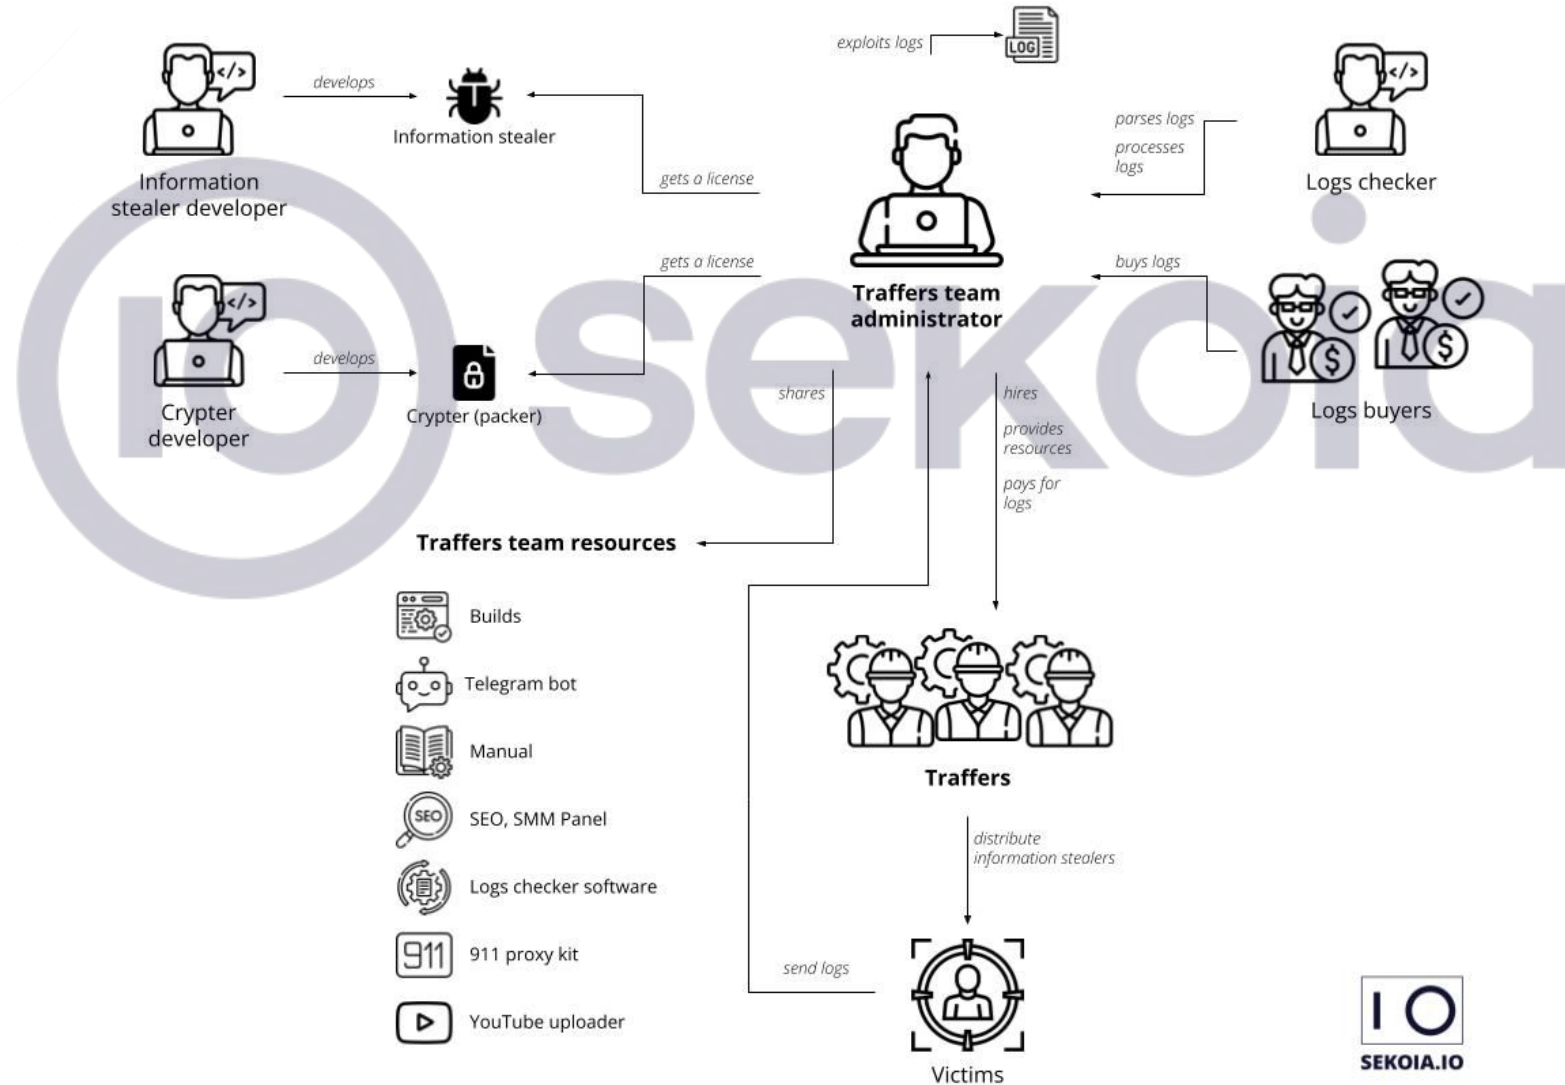 exploits logs
LOG
</>
develops
Information stealer
Information
stealer developer
gets a license
parses logs
processes
logs
</>
Logs checker
</>
develops
Crypter (packer)
Crypter
developer
gets a license
Traffers team
administrator
buys logs
$
$
Logs buyers
sekoia
shares
hires
provides
resources
pays for
logs
Traffers team resources
Builds
Telegram bot
Manual
SEO
SEO, SMM Panel
Logs checker software
911
911 proxy kit
YouTube uploader
Traffers
distribute
information stealers
send logs
Victims
IO
SEKOIA.IO